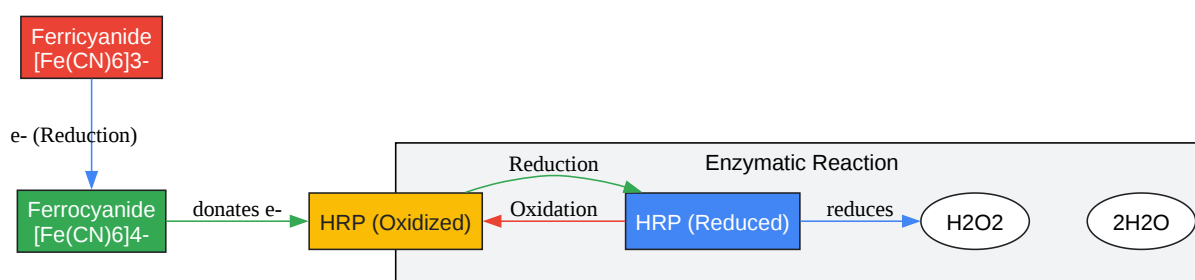 Ferricyanide
[Fe(CN)6]3-
e- (Reduction)
Ferrocyanide
[Fe(CN)6]4-
donates e-
Enzymatic Reaction
HRP (Oxidized)
Reduction
Oxidation
HRP (Reduced)
reduces
H2O2
2H2O